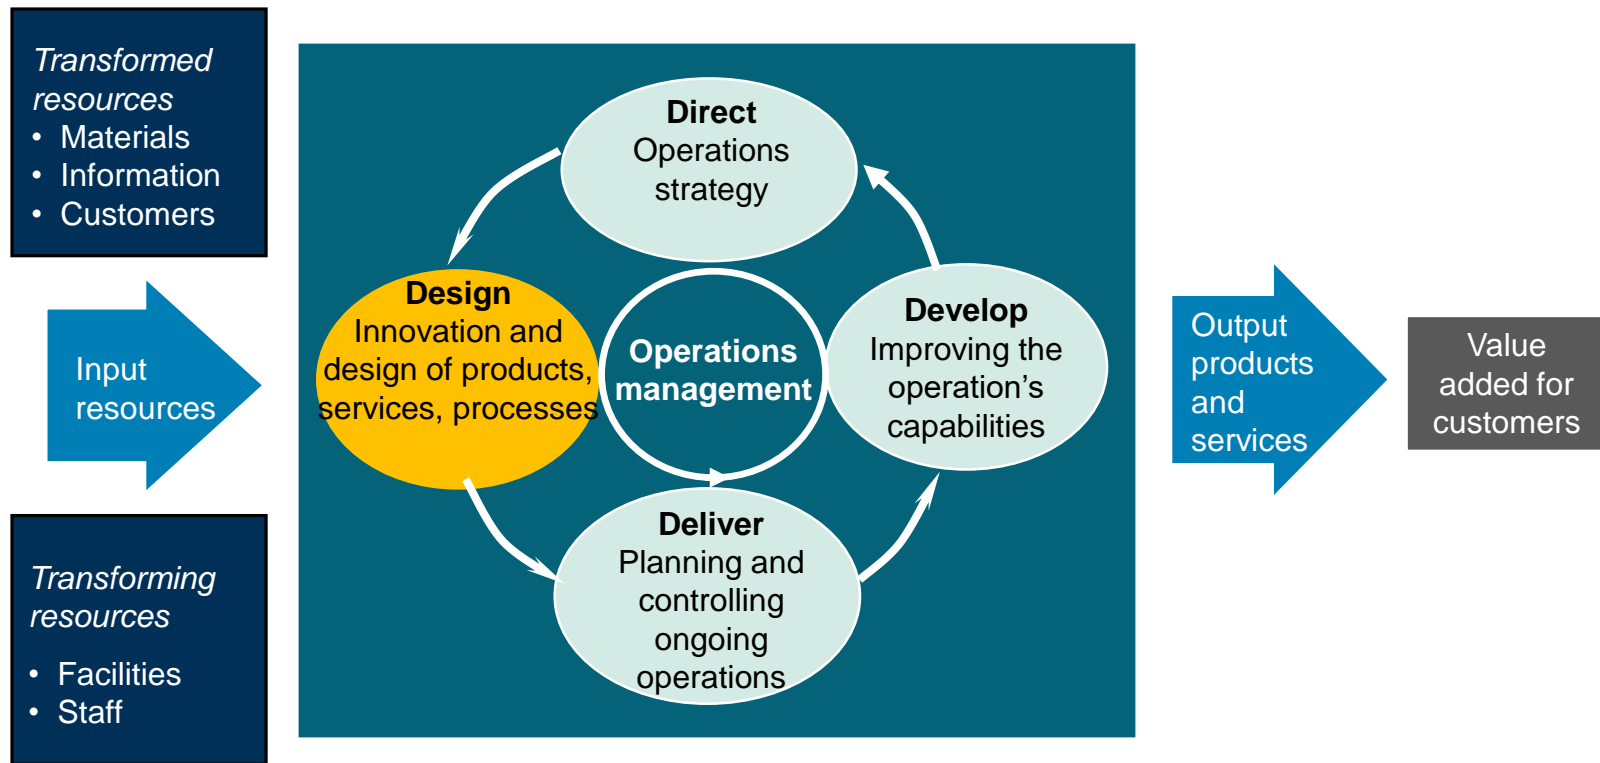 Transformed
resources
• Materials
• Information
• Customers
Input
resources
Transforming
resources
• Facilities
• Staff
Direct
Operations
strategy
Design
Innovation and
design of products,
services, processes
Operations
management
Develop
Improving the
operation’s
capabilities
Deliver
Planning and
controlling
ongoing
operations
Output
products
and
services
Value
added for
customers